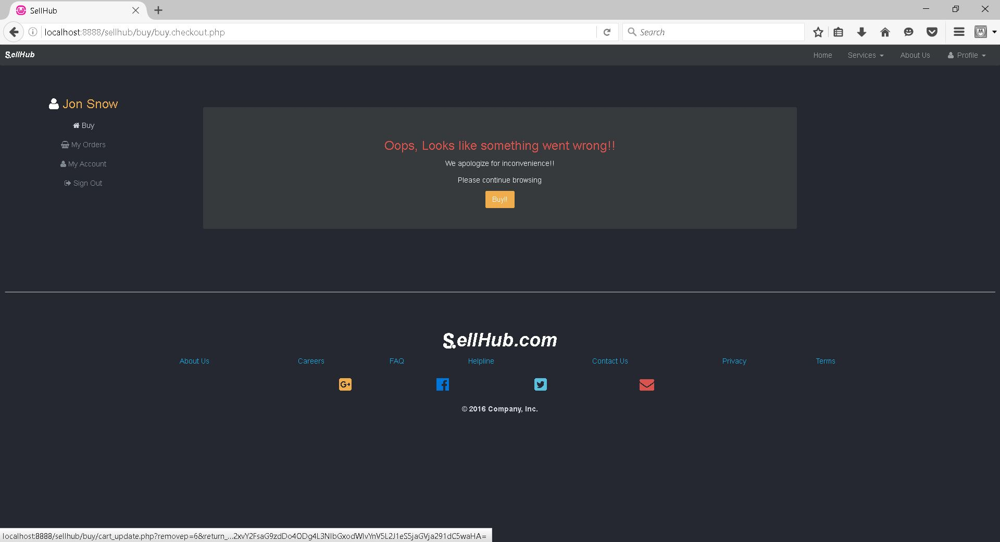 SellHub
localhost:8888/sellhub/buy/buy.checkout.php
Search
SellHub
Home Services About Us Profile
Jon Snow
Buy
My Orders
My Account
Sign Out
Oops, Looks like something went wrong!!
We apologize for inconvenience!!
Please continue browsing
Buy!!
SellHub.com
About Us Careers FAQ Helpline Contact Us Privacy Terms
G+
© 2016 Company, Inc.
localhost:8888/sellhub/buy/cart_update.php?removep=6&return_...2xvY2FsaG9zdDo4ODg4L3NlbGxodWIvYnV5L2J1eS5jaGVja291dC5waHA=